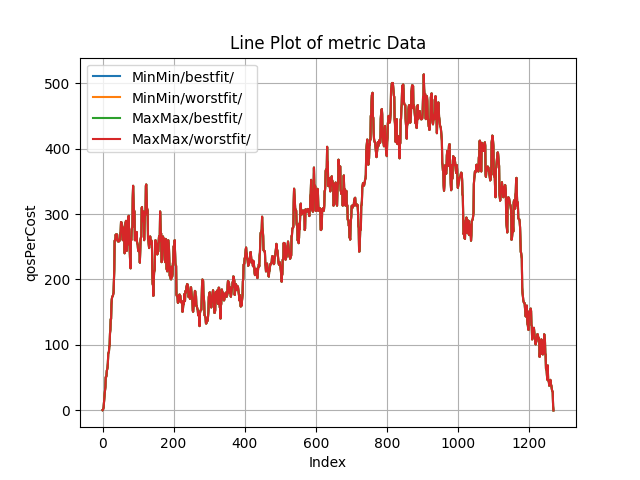 Line Plot of metric Data
MinMin/bestfit/
MinMin/worstfit/
MaxMax/bestfit/
MaxMax/worstfit/
500
400
300
200
100
0
qosPerCost
0 200 400 600 800 1000 1200
Index